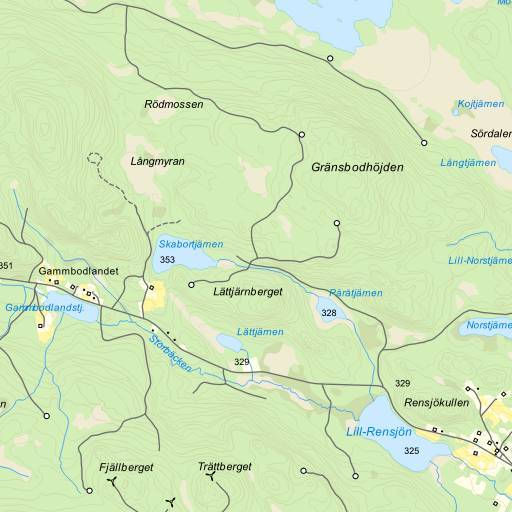 Kojtjärnen
Rödmossen
Sördalen
Långmyran
Långtjärnen
Gränsbodhöjden
Skabortjärnen
353
351
Gammbodlandet
Lill-Norstjärnen
Lättjärnberget
Pärätjärnen
Gammbodlandstj.
328
Norstjärnen
Lättjärnen
Storbäcken
329
329
Rensjökullen
Lill-Rensjön
325
Fjällberget
Trättberget